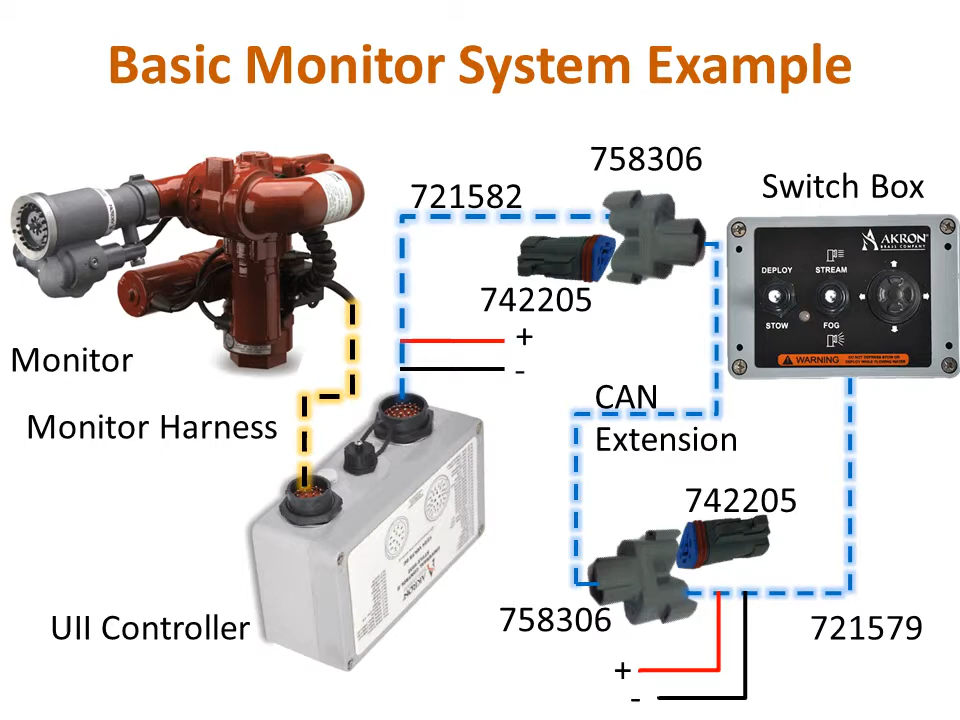 Basic Monitor System Example
758306
Switch Box
721582
AKRON
BRASS COMPANY
DEPLOY
STREAM
742205
STOW
FOG
+
-
WARNING
Monitor
CAN
Extension
Monitor Harness
742205
AKRON
758306
UII Controller
721579
+
-